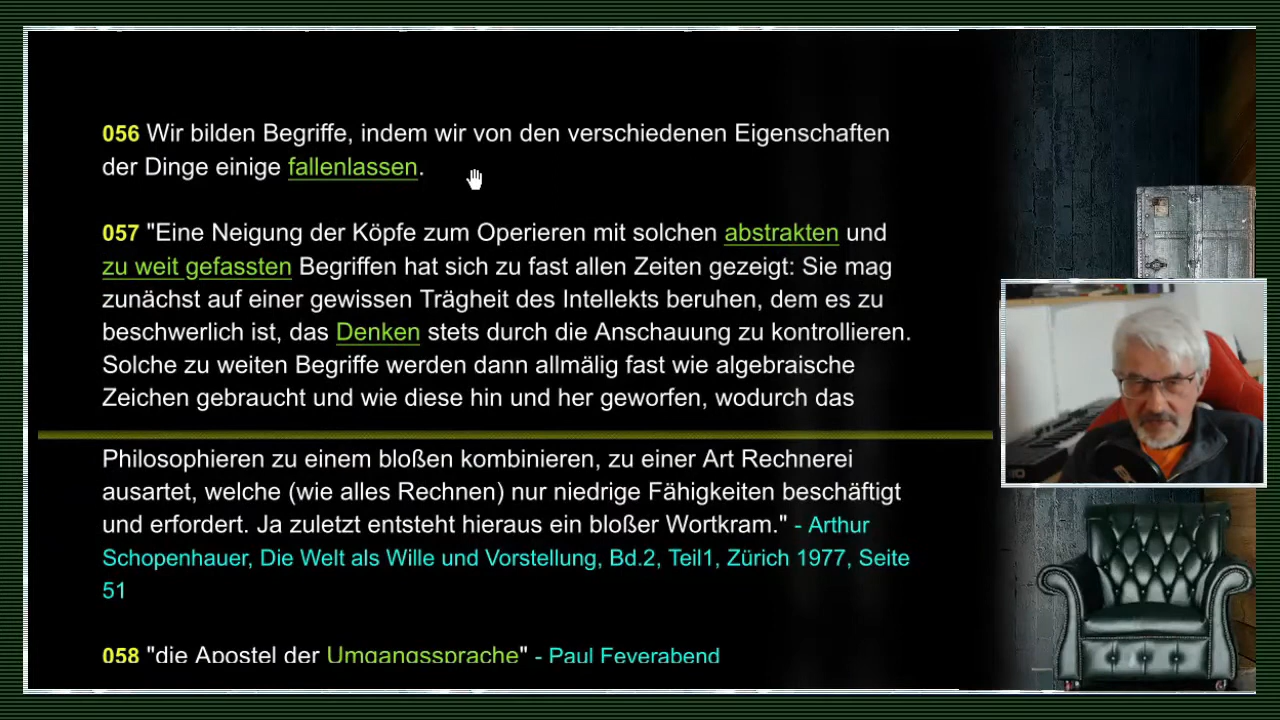 056 Wir bilden Begriffe, indem wir von den verschiedenen Eigenschaften
der Dinge einige fallenlassen.
057 "Eine Neigung der Köpfe zum Operieren mit solchen abstrakten und
zu weit gefassten Begriffen hat sich zu fast allen Zeiten gezeigt: Sie mag
zunächst auf einer gewissen Trägheit des Intellekts beruhen, dem es zu
beschwerlich ist, das Denken stets durch die Anschauung zu kontrollieren.
Solche zu weiten Begriffe werden dann allmälig fast wie algebraische
Zeichen gebraucht und wie diese hin und her geworfen, wodurch das
Philosophieren zu einem bloßen kombinieren, zu einer Art Rechnerei
ausartet, welche (wie alles Rechnen) nur niedrige Fähigkeiten beschäftigt
und erfordert. Ja zuletzt entsteht hieraus ein bloßer Wortkram." - Arthur
Schopenhauer, Die Welt als Wille und Vorstellung, Bd.2, Teil1, Zürich 1977, Seite
51
058 "die Apostel der Umgangssprache" - Paul Feyerabend